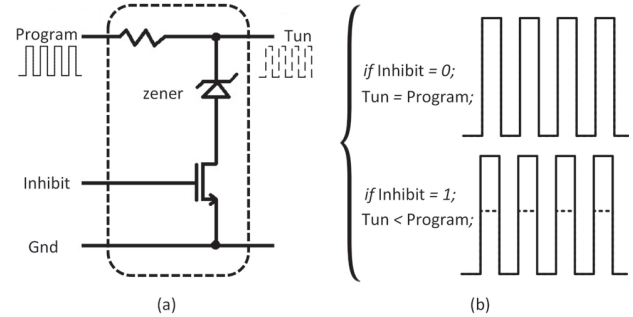 Program
Tun
zener
Inhibit
Gnd
(a)
if Inhibit = 0;
Tun = Program;
if Inhibit = 1;
Tun < Program;
(b)